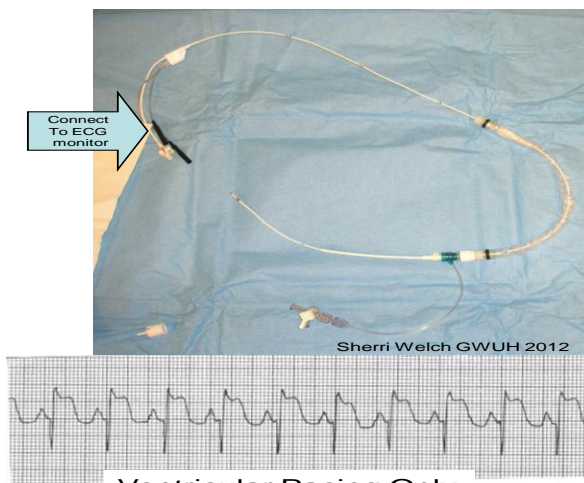 Connect
To ECG
monitor
Sherri Welch GWUH 2012
Ventricular Pacing Only